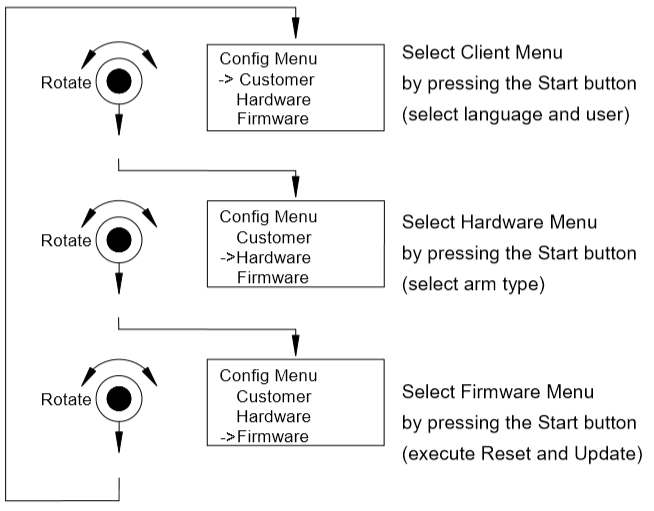 Config Menu
-> Customer
Hardware
Firmware
Rotate
Select Client Menu
by pressing the Start button
(select language and user)
Config Menu
Customer
->Hardware
Firmware
Rotate
Select Hardware Menu
by pressing the Start button
(select arm type)
Config Menu
Customer
Hardware
->Firmware
Rotate
Select Firmware Menu
by pressing the Start button
(execute Reset and Update)